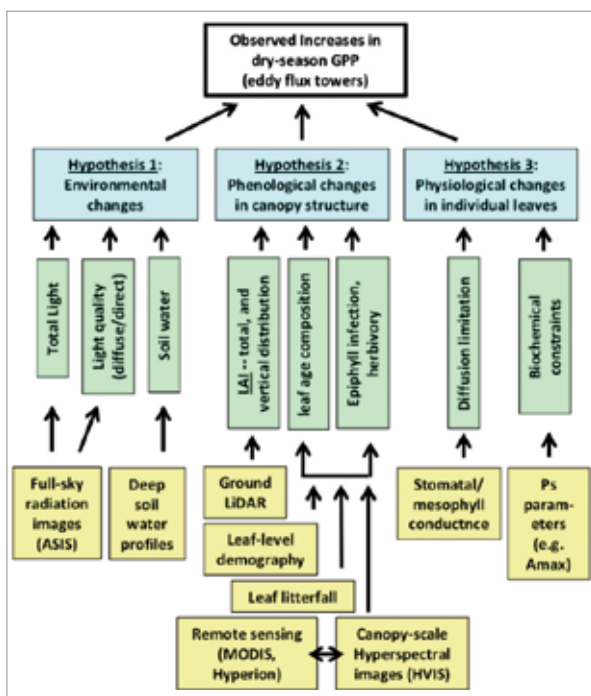 Observed Increases in
dry-season GPP
(eddy flux towers)
Hypothesis 1:
Environmental
changes
Hypothesis 2:
Phenological changes
in canopy structure
Hypothesis 3:
Physiological changes
in individual leaves
Total Light
Light quality
(diffuse/direct)
Soil water
LAI -- total, and
vertical distribution
leaf age composition
Epiphyll infection,
herbivory
Diffusion limitation
Biochemical
constraints
Full-sky
radiation
images
(ASIS)
Deep
soil
water
profiles
Ground
LiDAR
Leaf-level
demography
Leaf litterfall
Remote sensing
(MODIS,
Hyperion)
Canopy-scale
Hyperspectral
images (HVIS)
Stomatal/
mesophyll
conductnce
Ps
param-
eters
(e.g.
Amax)